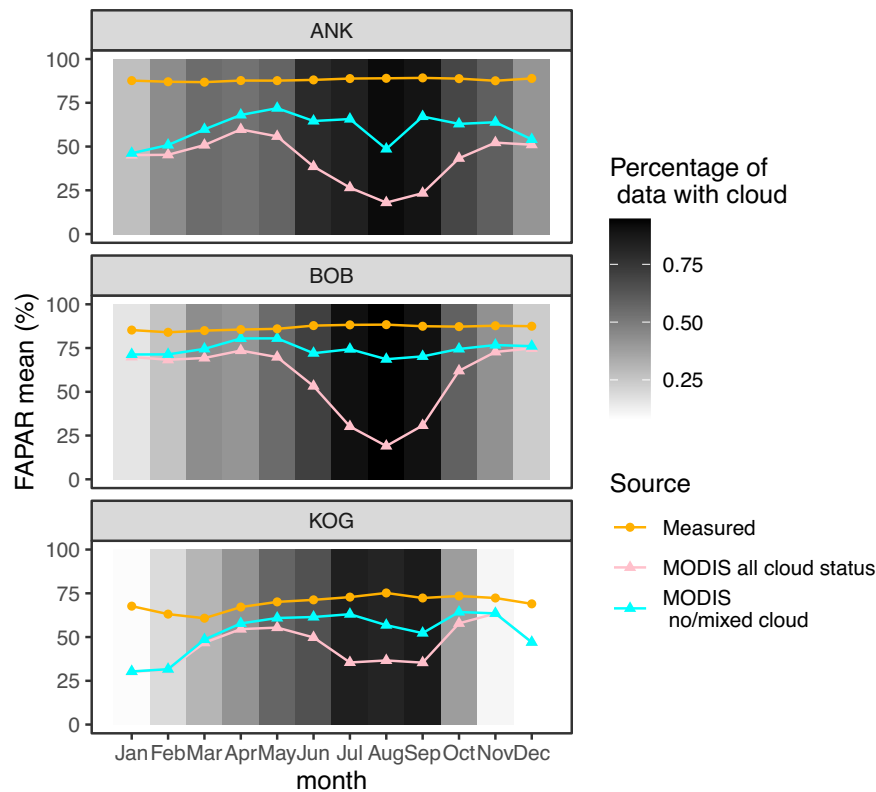 ANK
100
75
50
25
0
BOB
100
75
50
25
0
KOG
100
75
50
25
0
FAPAR mean (%)
Jan Feb Mar Apr May Jun Jul Aug Sep Oct Nov Dec
month
Percentage of
data with cloud
0.75
0.50
0.25
Source
Measured
MODIS all cloud status
MODIS
no/mixed cloud